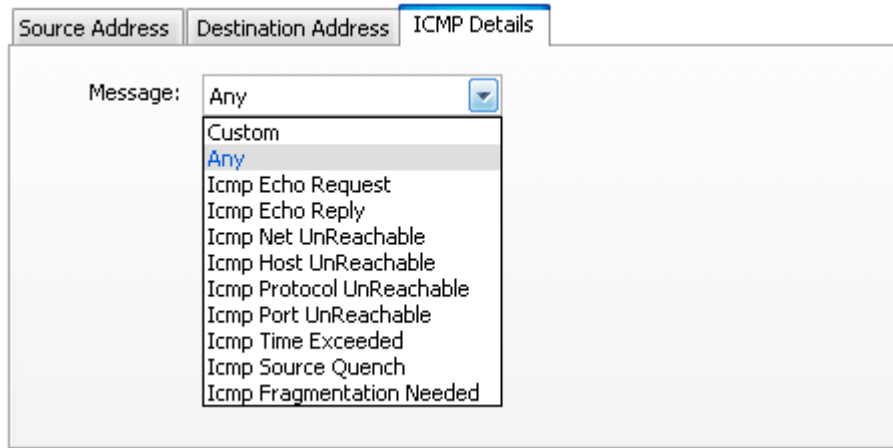 Source Address Destination Address ICMP Details
Message: Any
Custom
Any
Icmp Echo Request
Icmp Echo Reply
Icmp Net UnReachable
Icmp Host UnReachable
Icmp Protocol UnReachable
Icmp Port UnReachable
Icmp Time Exceeded
Icmp Source Quench
Icmp Fragmentation Needed